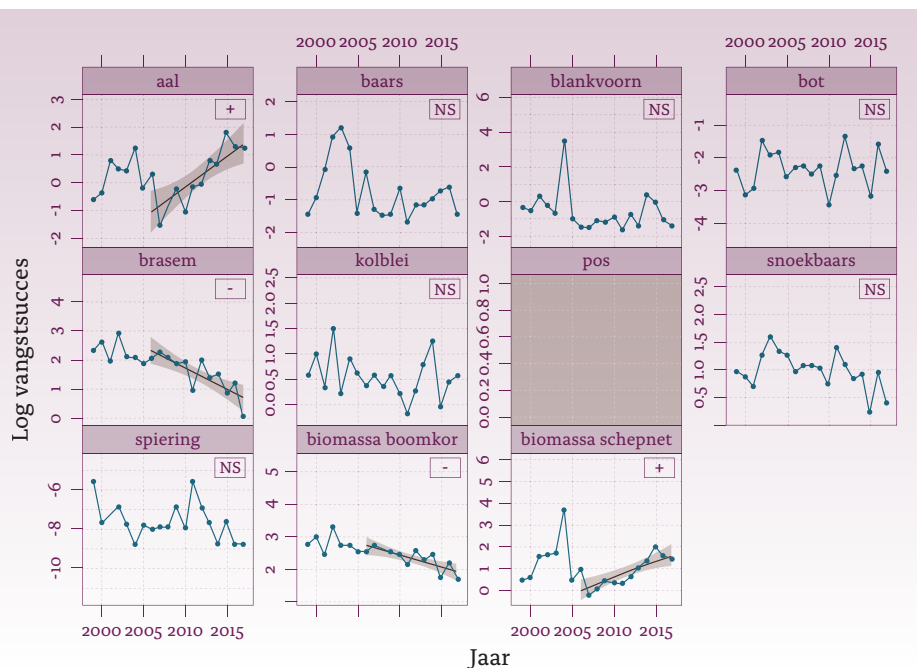 2000 2005 2010 2015
2000 2005 2010 2015
aal
baars
blankvoorn
bot
+
NS
NS
NS
3
2
1
0
-1
-2
2
1
0
-1
-2
6
4
2
0
-2
-1
-2
-3
-4
brasem
kolblei
pos
snoekbaars
-
NS
NS
4
3
2
1
0
2.5
2.0
1.5
1.0
0.5
0.0
1.0
0.8
0.6
0.4
0.2
0.0
2.5
2.0
1.5
1.0
0.5
spiering
biomassa boomkor
biomassa schepnet
NS
-
+
-6
-8
-10
5
4
3
2
1
6
5
4
3
2
1
0
2000 2005 2010 2015
2000 2005 2010 2015
Log vangstsucces
Jaar